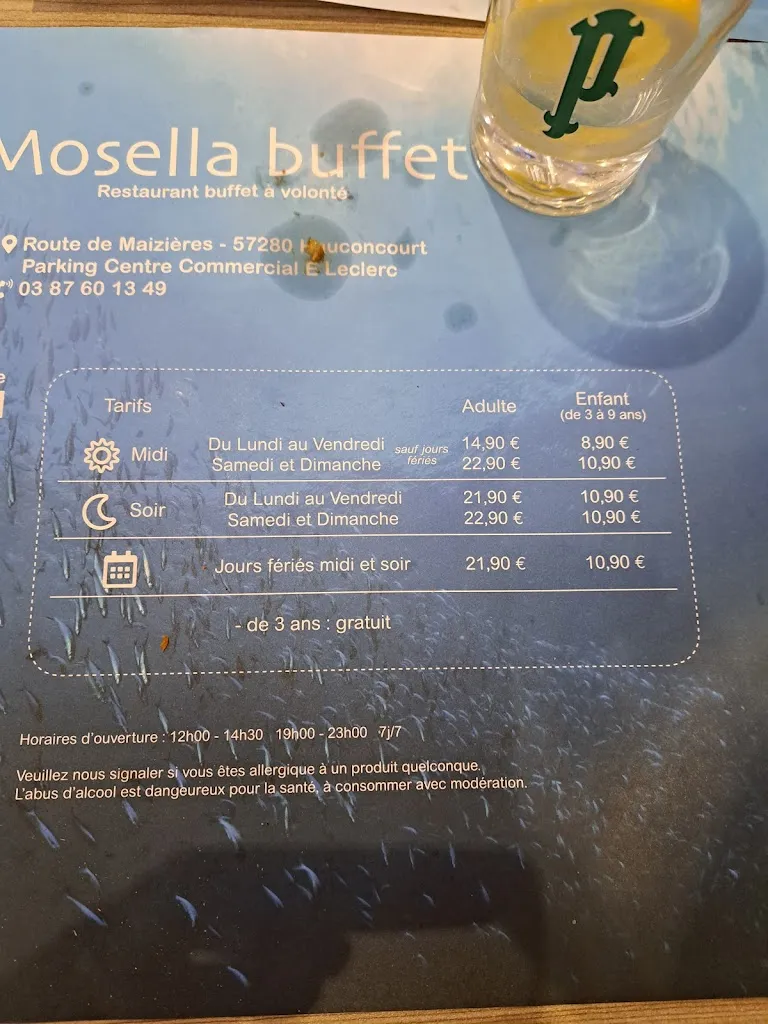 Mosella buffet
Restaurant buffet à volonté
Route de Maizières - 57280 Hauconcourt
Parking Centre Commercial E Leclerc
03 87 60 13 49
Tarifs Adulte Enfant
(de 3 à 9 ans)
Midi Du Lundi au Vendredi sauf jours fériés 14,90 € 8,90 €
Samedi et Dimanche 22,90 € 10,90 €
Soir Du Lundi au Vendredi 21,90 € 10,90 €
Samedi et Dimanche 22,90 € 10,90 €
Jours fériés midi et soir 21,90 € 10,90 €
- de 3 ans : gratuit
Horaires d'ouverture : 12h00 - 14h30 19h00 - 23h00 7j/7
Veuillez nous signaler si vous êtes allergique à un produit quelconque.
L'abus d'alcool est dangeureux pour la santé, à consommer avec modération.